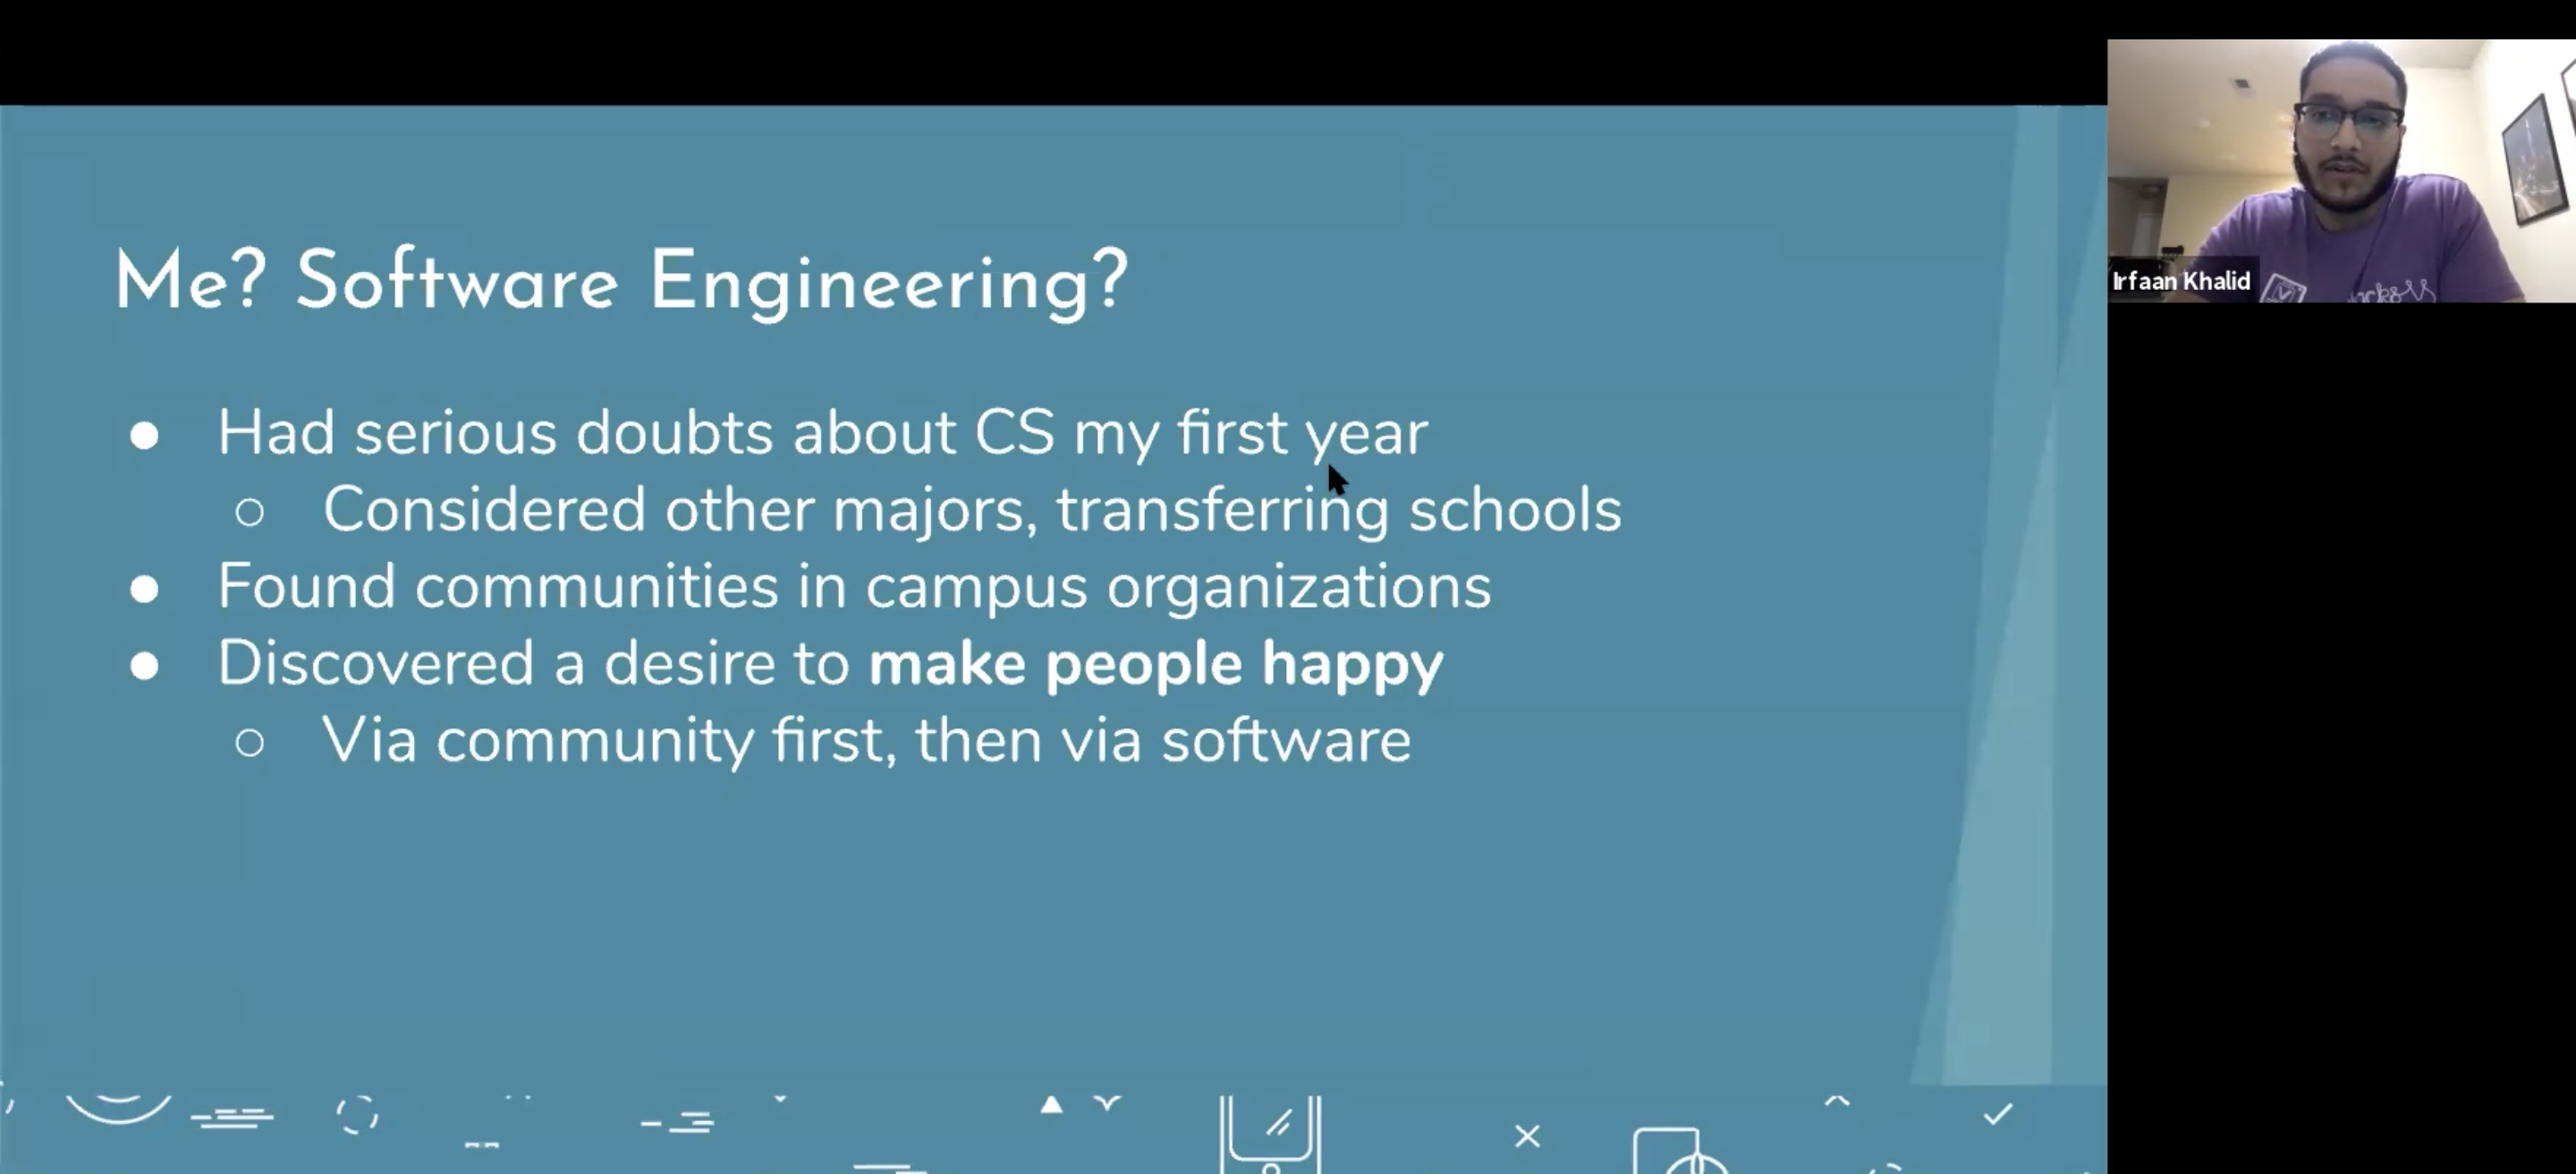 Me? Software Engineering?
● Had serious doubts about CS my first year
○ Considered other majors, transferring schools
● Found communities in campus organizations
● Discovered a desire to make people happy
○ Via community first, then via software
Irfaan Khalid